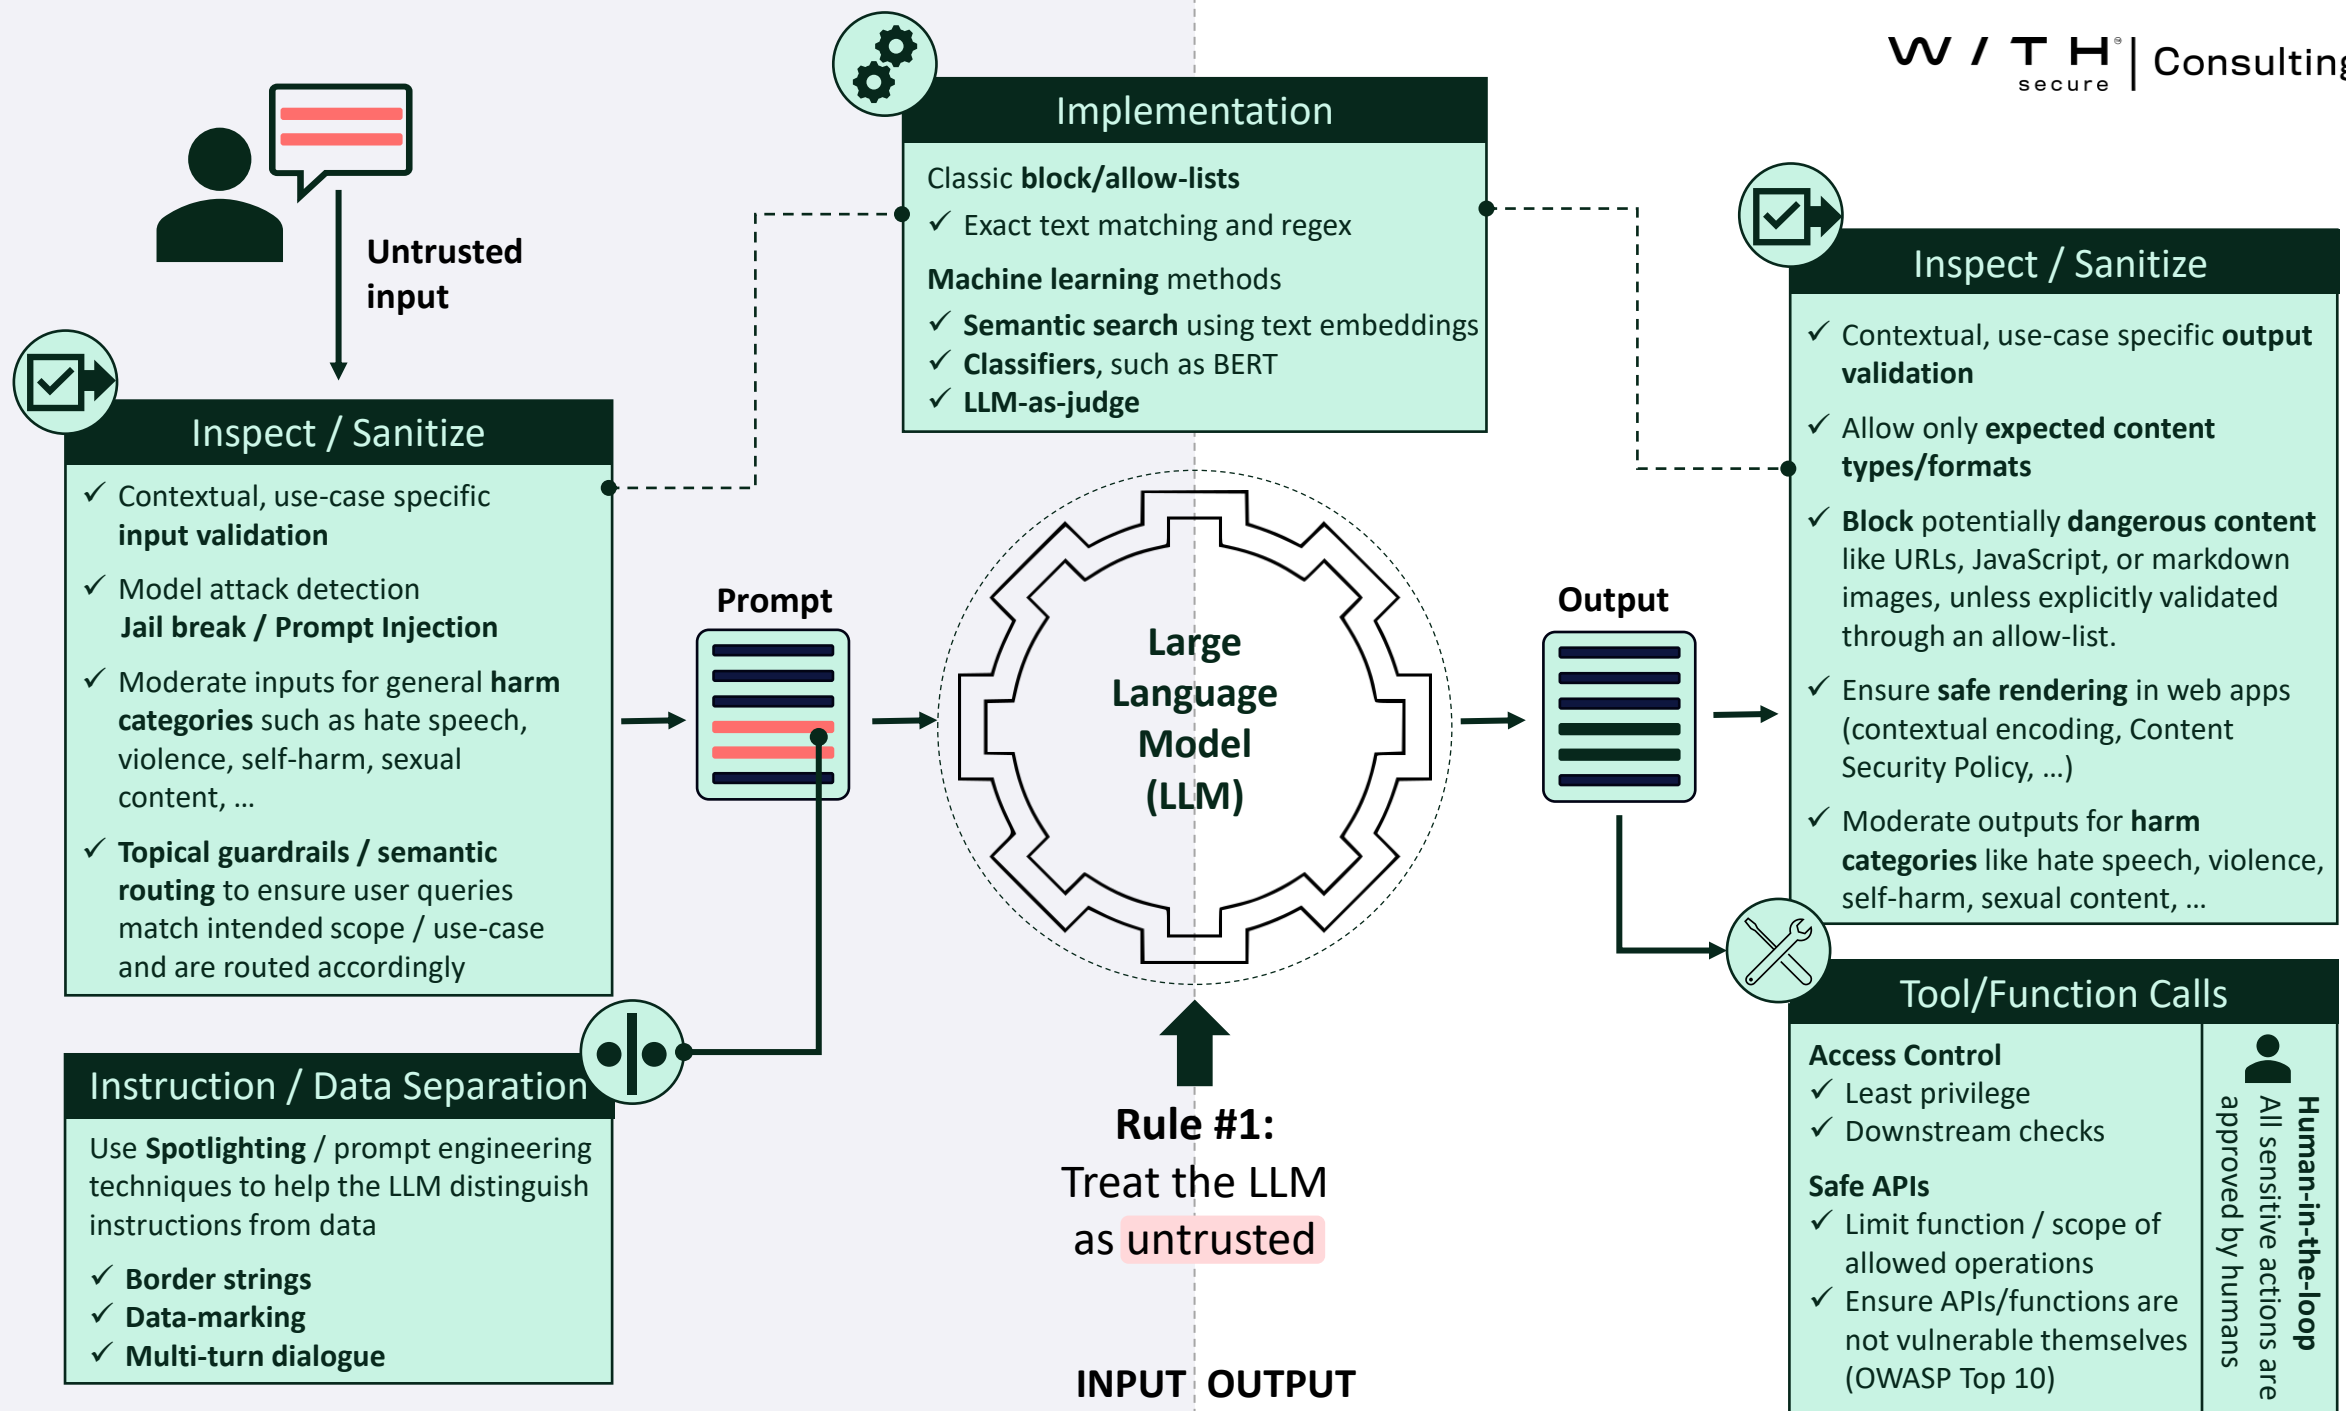 WITH
secure
Consulting
Implementation
Classic block/allow-lists
✓ Exact text matching and regex
Machine learning methods
✓ Semantic search using text embeddings
✓ Classifiers, such as BERT
✓ LLM-as-judge
Untrusted
input
Inspect / Sanitize
✓ Contextual, use-case specific
input validation
✓ Model attack detection
Jail break / Prompt Injection
✓ Moderate inputs for general harm
categories such as hate speech,
violence, self-harm, sexual
content, ...
✓ Topical guardrails / semantic
routing to ensure user queries
match intended scope / use-case
and are routed accordingly
Instruction / Data Separation
Use Spotlighting / prompt engineering
techniques to help the LLM distinguish
instructions from data
✓ Border strings
✓ Data-marking
✓ Multi-turn dialogue
Prompt
Large
Language
Model
(LLM)
Rule #1:
Treat the LLM
as untrusted
INPUT OUTPUT
Output
Inspect / Sanitize
✓ Contextual, use-case specific output
validation
✓ Allow only expected content
types/formats
✓ Block potentially dangerous content
like URLs, JavaScript, or markdown
images, unless explicitly validated
through an allow-list.
✓ Ensure safe rendering in web apps
(contextual encoding, Content
Security Policy, ...)
✓ Moderate outputs for harm
categories like hate speech, violence,
self-harm, sexual content, ...
Tool/Function Calls
Access Control
✓ Least privilege
✓ Downstream checks
Safe APIs
✓ Limit function / scope of
allowed operations
✓ Ensure APIs/functions are
not vulnerable themselves
(OWASP Top 10)
Human-in-the-loop
All sensitive actions are
approved by humans